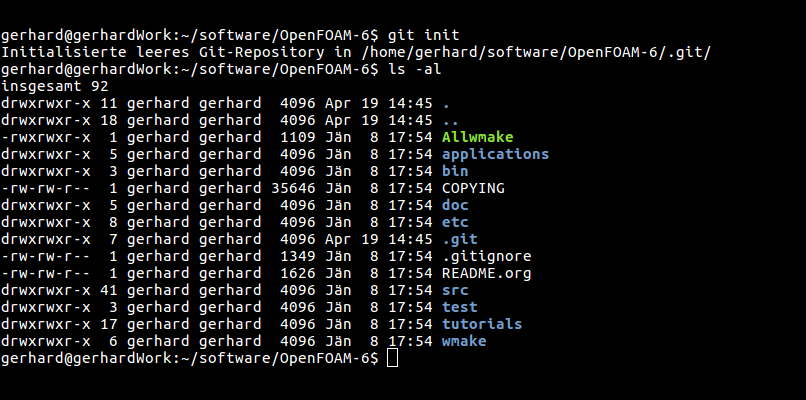 gerhard@gerhardWork:~/software/OpenFOAM-6$ git init
Initialisierte leeres Git-Repository in /home/gerhard/software/OpenFOAM-6/.git/
gerhard@gerhardWork:~/software/OpenFOAM-6$ ls -al
insgesamt 92
drwxrwxr-x 11 gerhard gerhard  4096 Apr 19 14:45 .
drwxrwxr-x 18 gerhard gerhard  4096 Apr 19 14:45 ..
-rwxrwxr-x  1 gerhard gerhard  1109 Jän  8 17:54 Allwmake
drwxrwxr-x  5 gerhard gerhard  4096 Jän  8 17:54 applications
drwxrwxr-x  3 gerhard gerhard  4096 Jän  8 17:54 bin
-rw-rw-r--  1 gerhard gerhard 35646 Jän  8 17:54 COPYING
drwxrwxr-x  5 gerhard gerhard  4096 Jän  8 17:54 doc
drwxrwxr-x  8 gerhard gerhard  4096 Jän  8 17:54 etc
drwxrwxr-x  7 gerhard gerhard  4096 Apr 19 14:45 .git
-rw-rw-r--  1 gerhard gerhard  1349 Jän  8 17:54 .gitignore
-rw-rw-r--  1 gerhard gerhard  1626 Jän  8 17:54 README.org
drwxrwxr-x 41 gerhard gerhard  4096 Jän  8 17:54 src
drwxrwxr-x  3 gerhard gerhard  4096 Jän  8 17:54 test
drwxrwxr-x 17 gerhard gerhard  4096 Jän  8 17:54 tutorials
drwxrwxr-x  6 gerhard gerhard  4096 Jän  8 17:54 wmake
gerhard@gerhardWork:~/software/OpenFOAM-6$